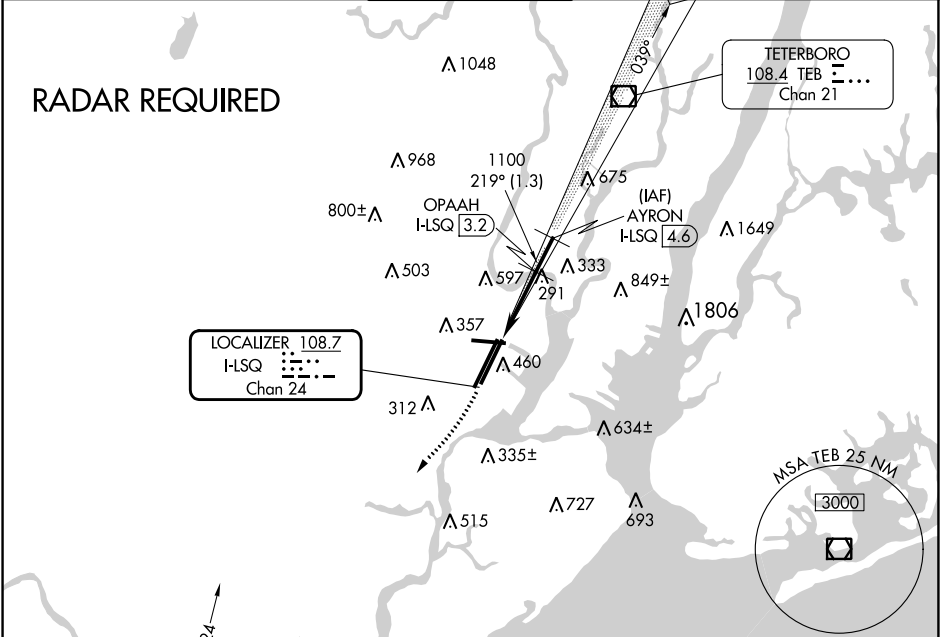 RADAR REQUIRED
1048
039°
TETERBORO
108.4 TEB
Chan 21
968
1100
219° (1.3)
675
800±
OPAAH
I-LSQ 3.2
(IAF)
AYRON
I-LSQ 4.6
1649
503
597
291
333
849±
1806
357
460
LOCALIZER 108.7
I-LSQ
Chan 24
312
634±
335±
MSA TEB 25 NM
3000
727
693
515